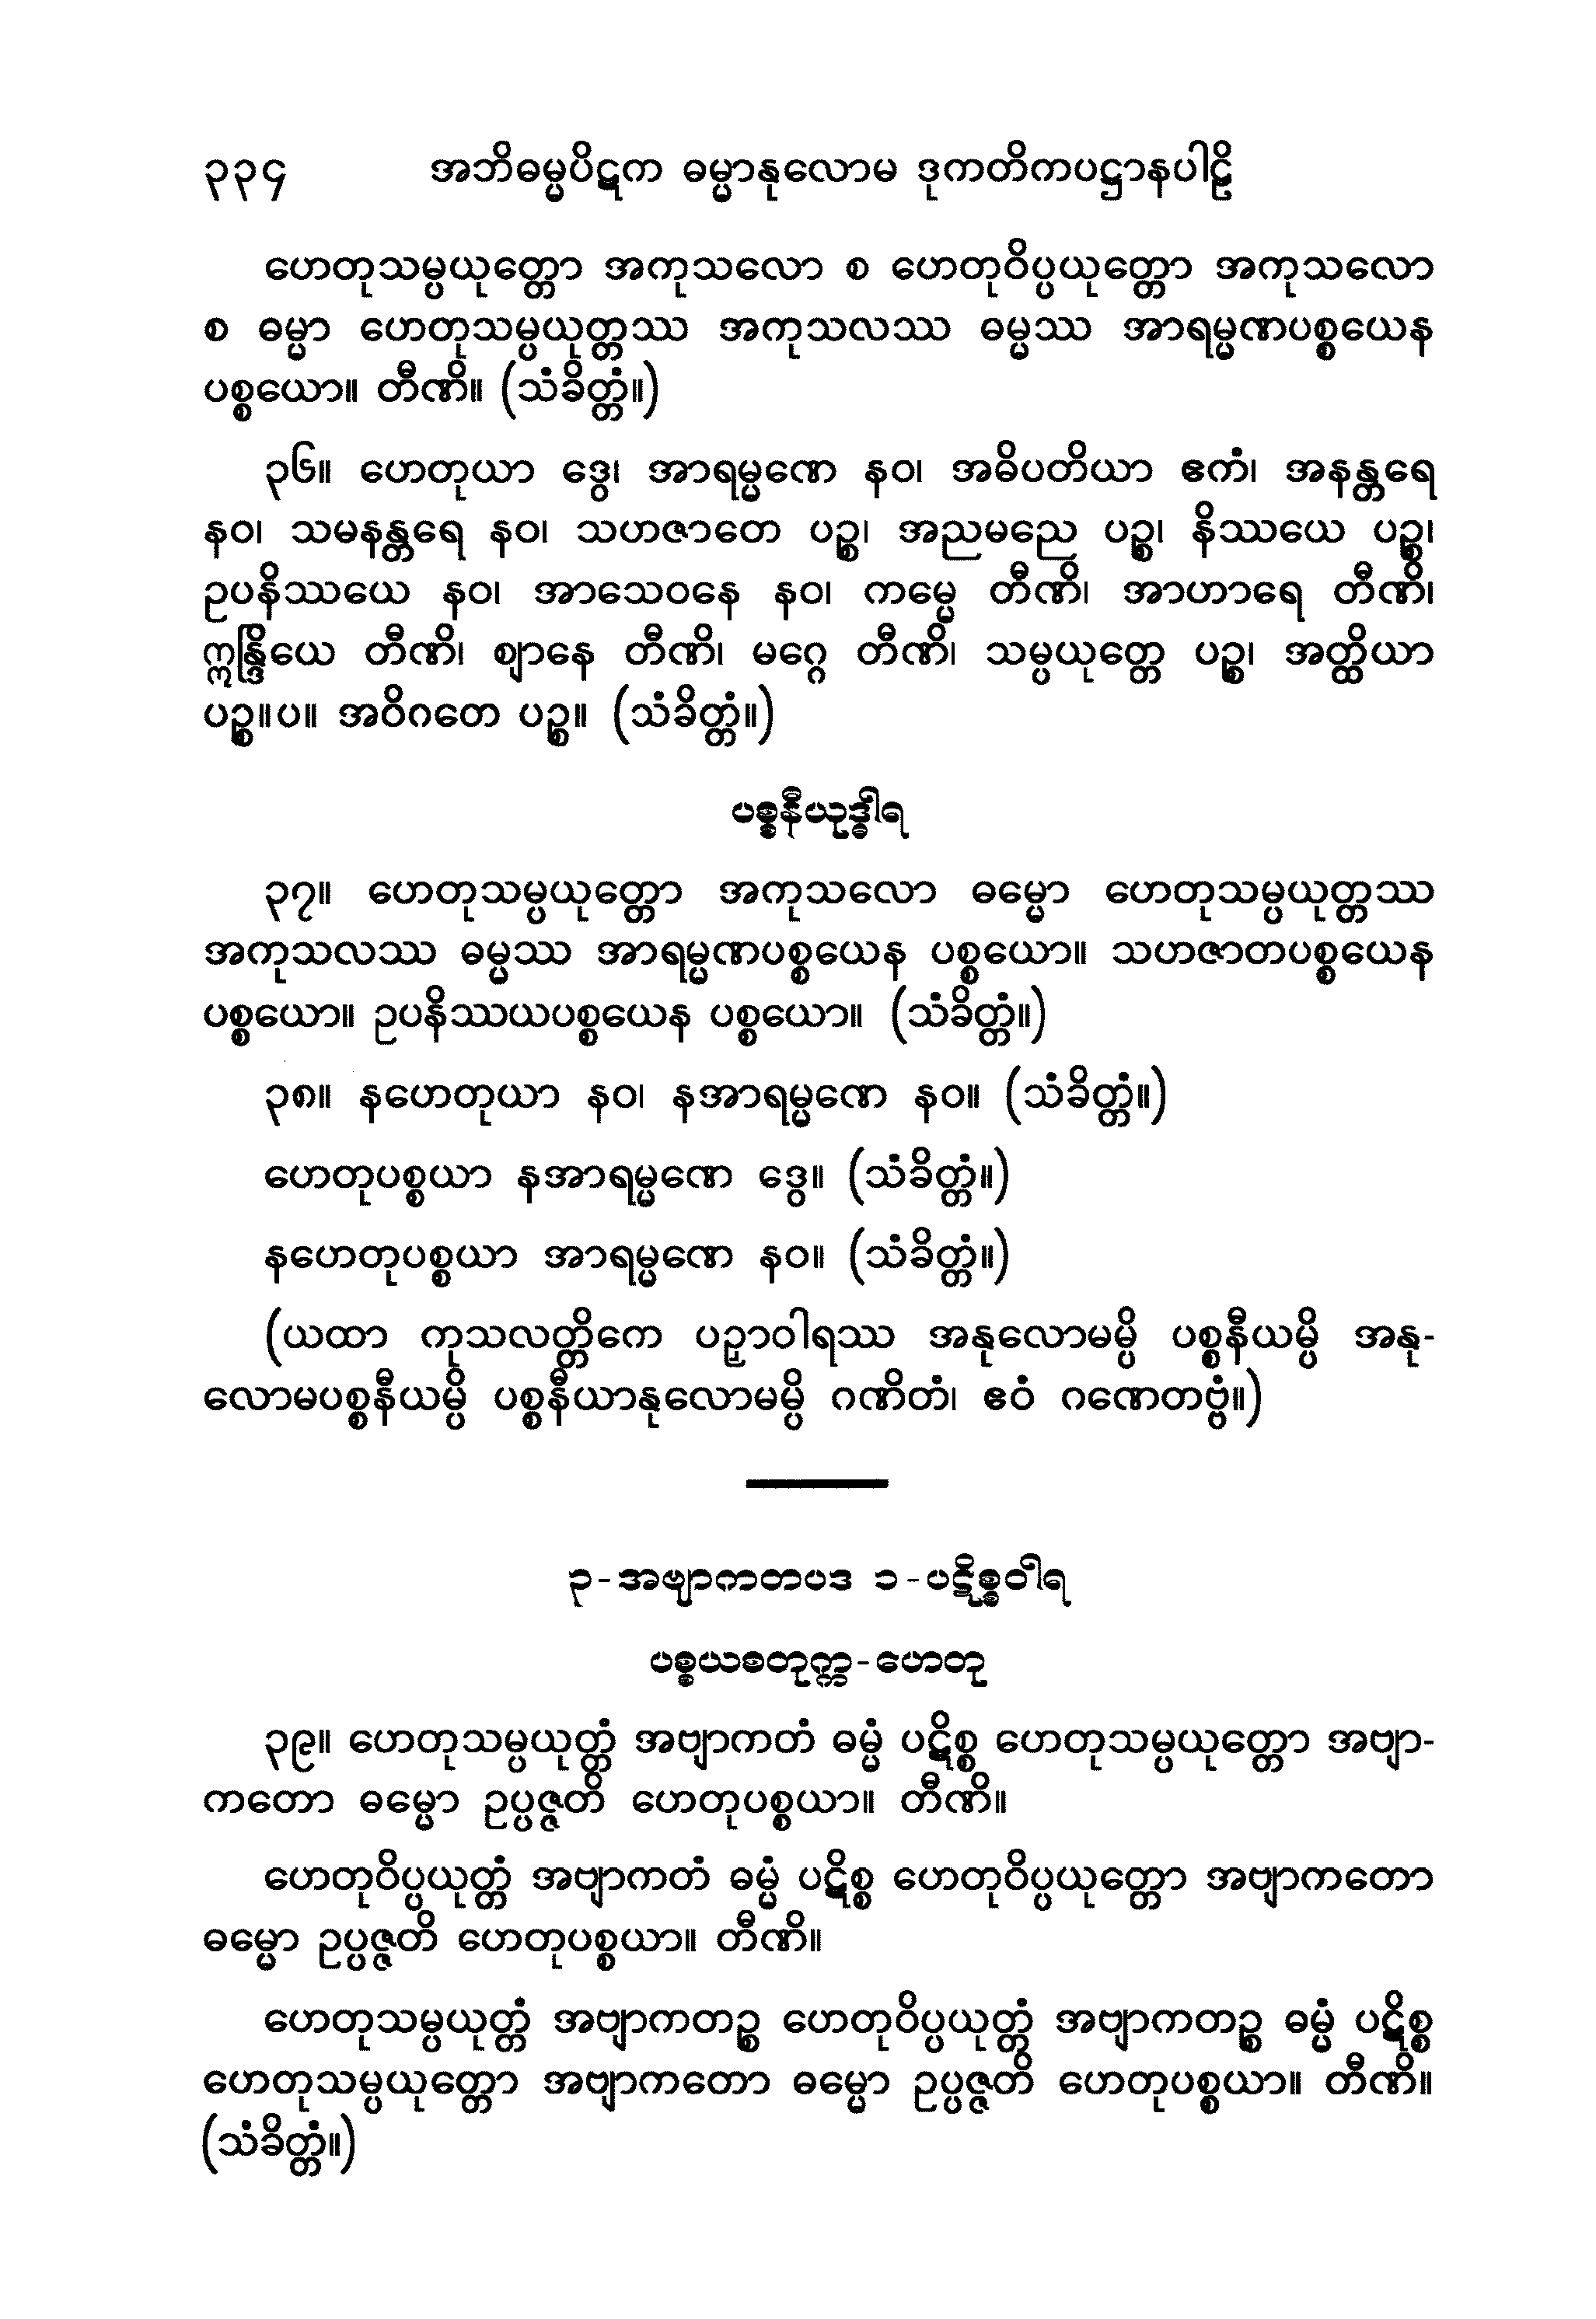 ၃၃၄ အဘိဓမ္မပိဋက ဓမ္မာနုလောမ ဒုကတိကပဋ္ဌာနပါဠိ
ဟေတုသမ္ပယုတ္တော အကုသလော စ ဟေတုဝိပ္ပယုတ္တော အကုသလော
စ ဓမ္မာ ဟေတုသမ္ပယုတ္တဿ အကုသလဿ ဓမ္မဿ အာရမ္မဏပစ္စယေန
ပစ္စယော။ တီဏိ။ (သံခိတ္တံ။)
၃၆။ ဟေတုယာ ဒွေ၊ အာရမ္မဏေ နဝ၊ အဓိပတိယာ ဧကံ၊ အနန္တရေ
နဝ၊ သမနန္တရေ နဝ၊ သဟဇာတေ ပဉ္စ၊ အညမညေ ပဉ္စ၊ နိဿယေ ပဉ္စ၊
ဥပနိဿယေ နဝ၊ အာသေဝနေ နဝ၊ ကမ္မေ တီဏိ၊ အာဟာရေ တီဏိ၊
ဣန္ဒြိယေ တီဏိ၊ ဈာနေ တီဏိ၊ မဂ္ဂေ တီဏိ၊ သမ္ပယုတ္တေ ပဉ္စ၊ အတ္ထိယာ
ပဉ္စ။ပ။ အဝိဂတေ ပဉ္စ။ (သံခိတ္တံ။)
ပစ္စနီယုဒ္ဓါရ
၃၇။ ဟေတုသမ္ပယုတ္တော အကုသလော ဓမ္မော ဟေတုသမ္ပယုတ္တဿ
အကုသလဿ ဓမ္မဿ အာရမ္မဏပစ္စယေန ပစ္စယော။ သဟဇာတပစ္စယေန
ပစ္စယော။ ဥပနိဿယပစ္စယေန ပစ္စယော။ (သံခိတ္တံ။)
၃၈။ နဟေတုယာ နဝ၊ နအာရမ္မဏေ နဝ။ (သံခိတ္တံ။)
ဟေတုပစ္စယာ နအာရမ္မဏေ ဒွေ။ (သံခိတ္တံ။)
နဟေတုပစ္စယာ အာရမ္မဏေ နဝ။ (သံခိတ္တံ။)
(ယထာ ကုသလတ္တိကေ ပဉှာဝါရဿ အနုလောမမ္ပိ ပစ္စနီယမ္ပိ အနု-
လောမပစ္စနီယမ္ပိ ပစ္စနီယာနုလောမမ္ပိ ဂဏိတံ၊ ဧဝံ ဂဏေတဗ္ဗံ။)
၃-အဗျာကတပဒ ၁-ပဋိစ္စဝါရ
ပစ္စယစတုက္က-ဟေတု
၃၉။ ဟေတုသမ္ပယုတ္တံ အဗျာကတံ ဓမ္မံ ပဋိစ္စ ဟေတုသမ္ပယုတ္တော အဗျာ-
ကတော ဓမ္မော ဥပ္ပဇ္ဇတိ ဟေတုပစ္စယာ။ တီဏိ။
ဟေတုဝိပ္ပယုတ္တံ အဗျာကတံ ဓမ္မံ ပဋိစ္စ ဟေတုဝိပ္ပယုတ္တော အဗျာကတော
ဓမ္မော ဥပ္ပဇ္ဇတိ ဟေတုပစ္စယာ။ တီဏိ။
ဟေတုသမ္ပယုတ္တံ အဗျာကတဉ္စ ဟေတုဝိပ္ပယုတ္တံ အဗျာကတဉ္စ ဓမ္မံ ပဋိစ္စ
ဟေတုသမ္ပယုတ္တော အဗျာကတော ဓမ္မော ဥပ္ပဇ္ဇတိ ဟေတုပစ္စယာ။ တီဏိ။
(သံခိတ္တံ။)